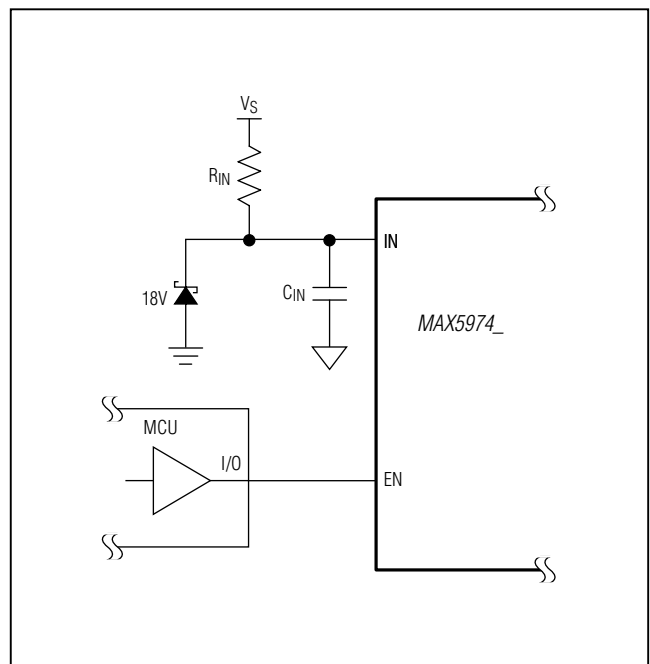 VS
RIN
IN
18V
CIN
MAX5974_
MCU
I/O
EN